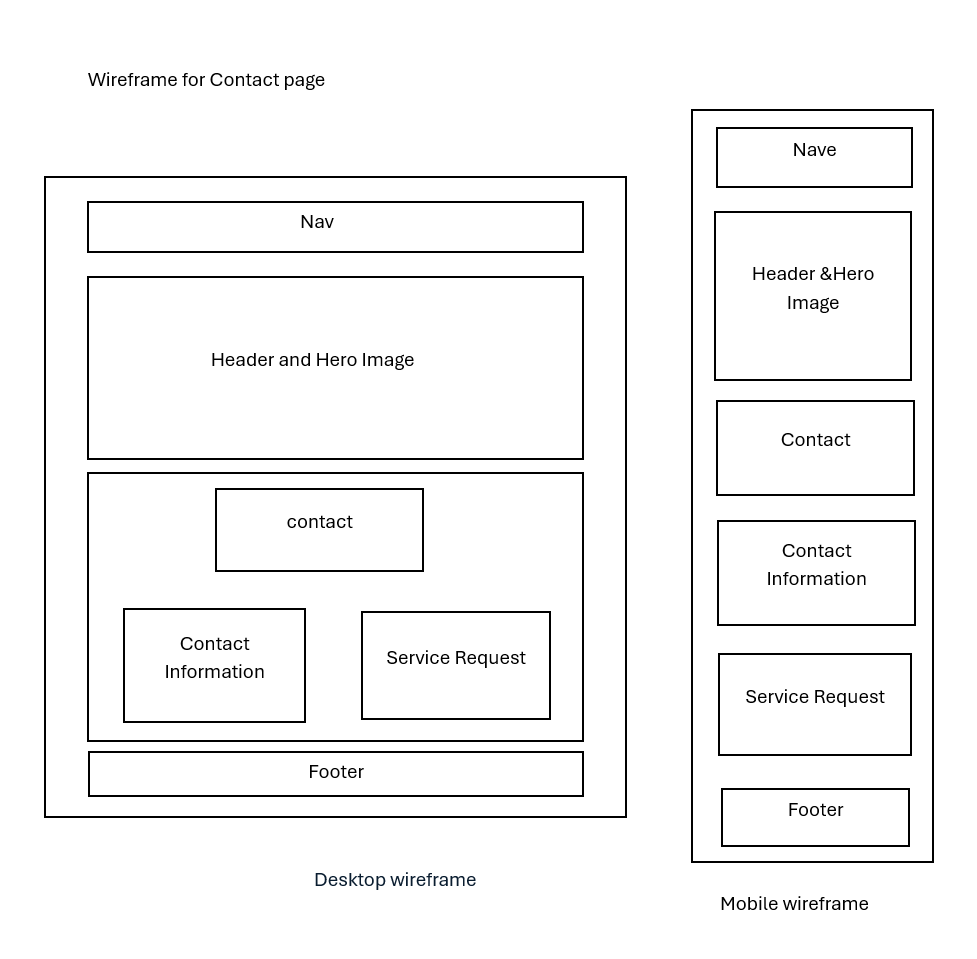 Wireframe for Contact page
Nav
Header and Hero Image
contact
Contact
Information
Service Request
Footer
Desktop wireframe
Nave
Header &Hero
Image
Contact
Contact
Information
Service Request
Footer
Mobile wireframe